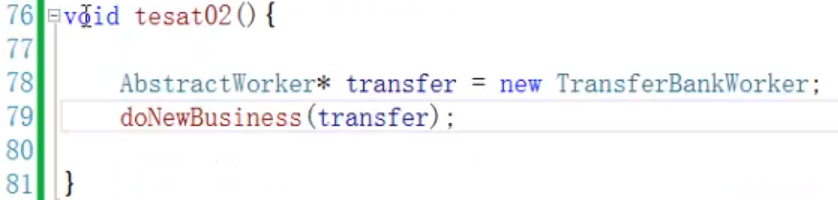 76 void tesat02(){
77
78 AbstractWorker* transfer = new TransferBankWorker;
79 doNewBusiness(transfer);
80
81 }